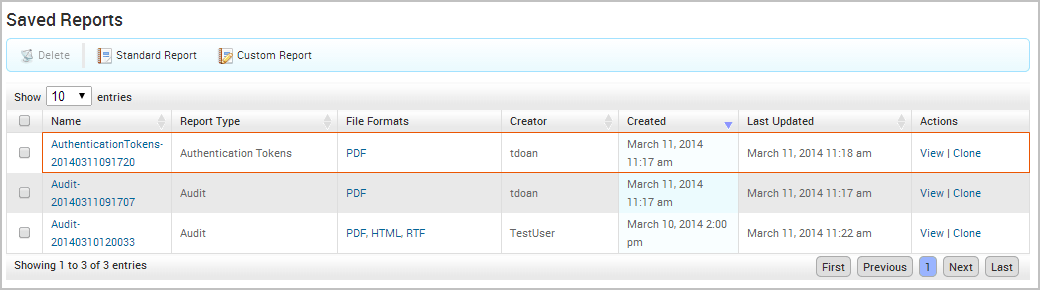 Saved Reports
Delete Standard Report Custom Report
Show 10 entries
Name Report Type File Formats Creator Created Last Updated Actions
AuthenticationTokens-
20140311091720 Authentication Tokens PDF tdoan March 11, 2014
11:17 am March 11, 2014 11:18 am View | Clone
Audit-
20140311091707 Audit PDF tdoan March 11, 2014
11:17 am March 11, 2014 11:17 am View | Clone
Audit-
20140310120033 Audit PDF, HTML, RTF TestUser March 10, 2014 2:00
pm March 11, 2014 11:22 am View | Clone
Showing 1 to 3 of 3 entries First Previous 1 Next Last